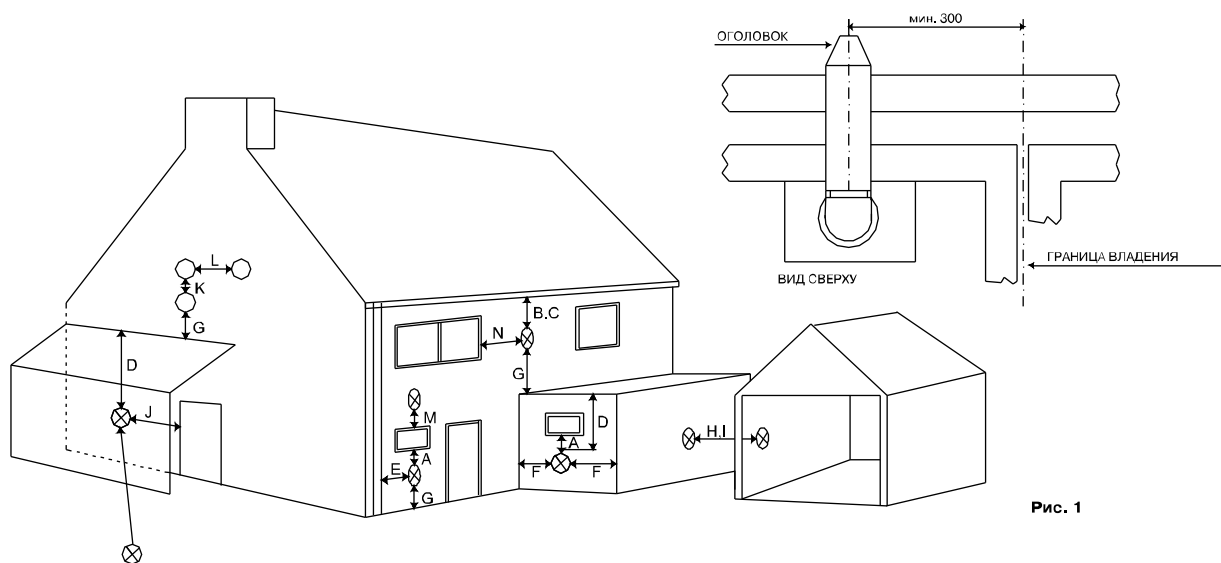 мин. 300
ОГОЛОВОК
ГРАНИЦА ВЛАДЕНИЯ
ВИД СВЕРХУ
L
K
G
D
J
B.C
N
G
M
A
E
G
D
A
F
F
H,I
Рис. 1